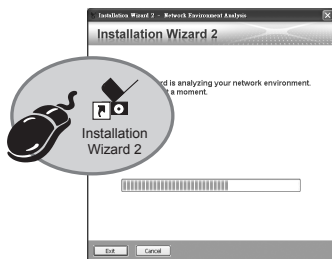 Installation Wizard 2 - Network Environment Analysis
Installation Wizard 2
rd is analyzing your network environment.
t a moment.
Installation
Wizard 2
Exit
Cancel